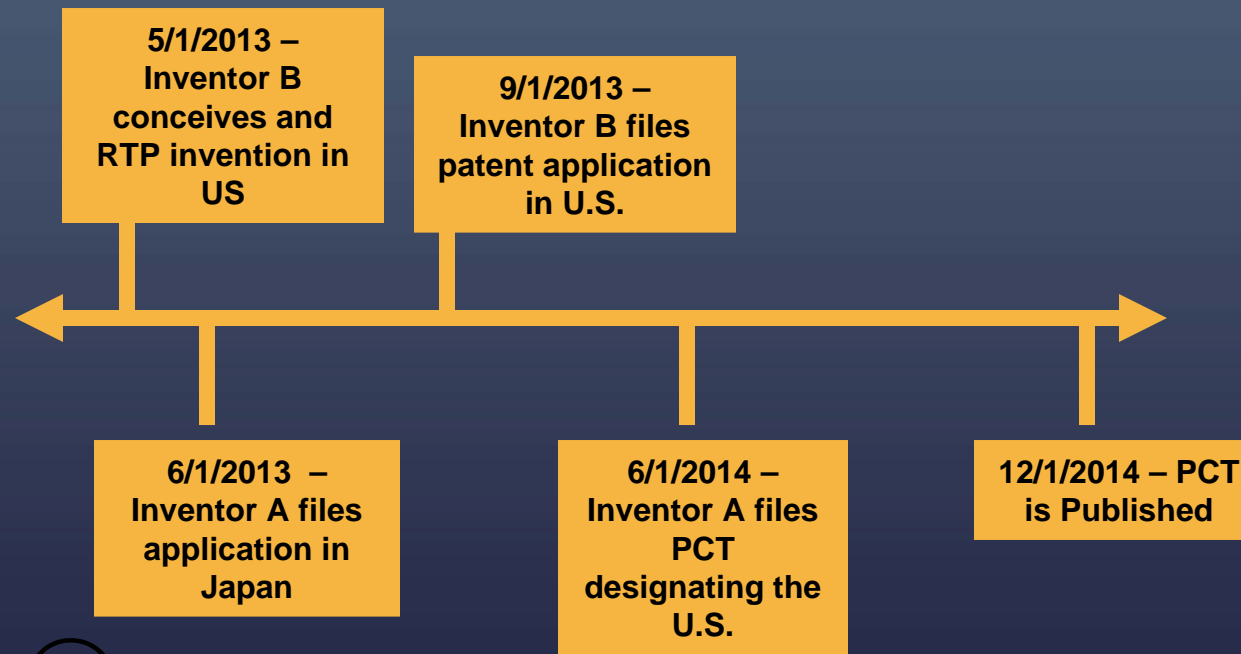 5/1/2013 –
Inventor B
conceives and
RTP invention in
US
9/1/2013 –
Inventor B files
patent application
in U.S.
6/1/2013 –
Inventor A files
application in
Japan
6/1/2014 –
Inventor A files
PCT
designating the
U.S.
12/1/2014 – PCT
is Published